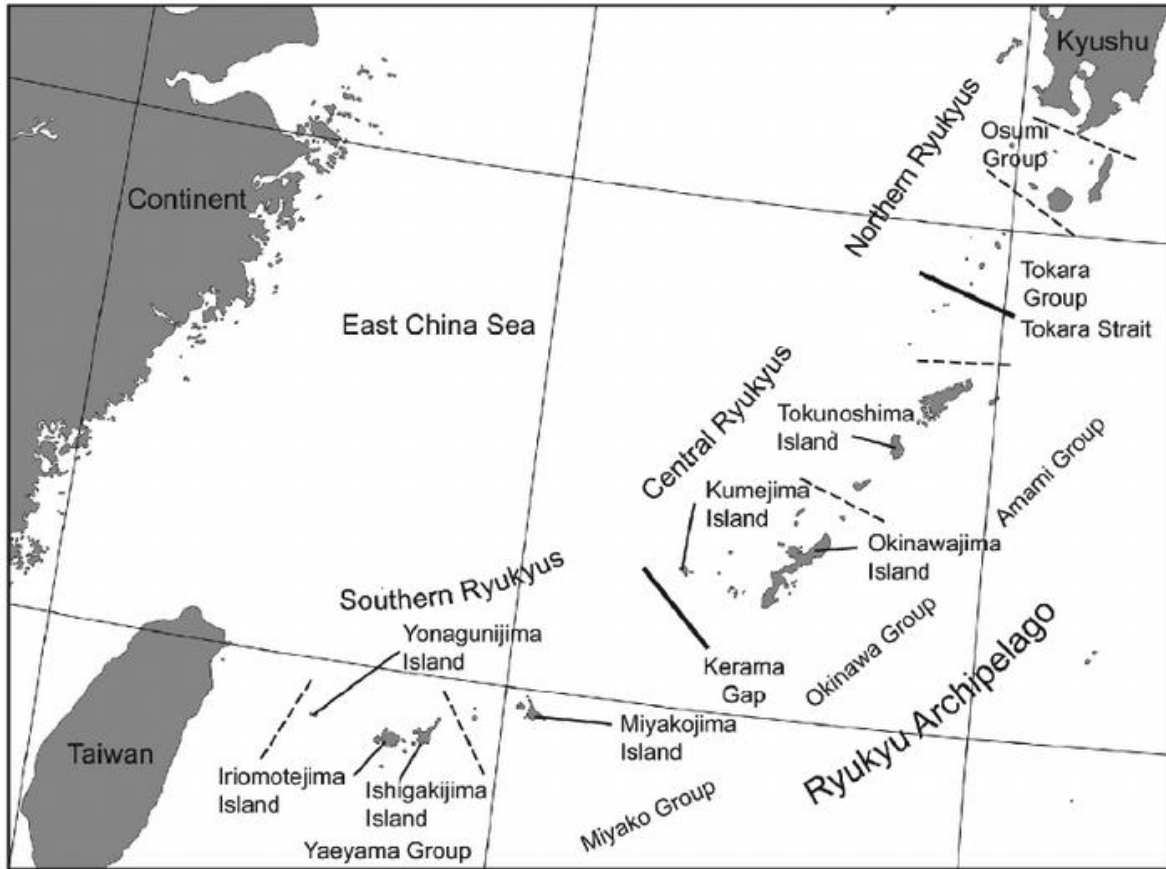 Kyushu
Osumi
Group
Northern Ryukyus
Continent
Tokara
Group
Tokara Strait
East China Sea
Central Ryukyus
Tokunoshima
Island
Amami Group
Kumejima
Island
Okinawajima
Island
Southern Ryukyus
Yonagunijima
Island
Okinawa Group
Kerama
Gap
Ryukyu Archipelago
Taiwan
Miyakojima
Island
Iriomotejima
Island
Ishigakijima
Island
Miyako Group
Yaeyama Group